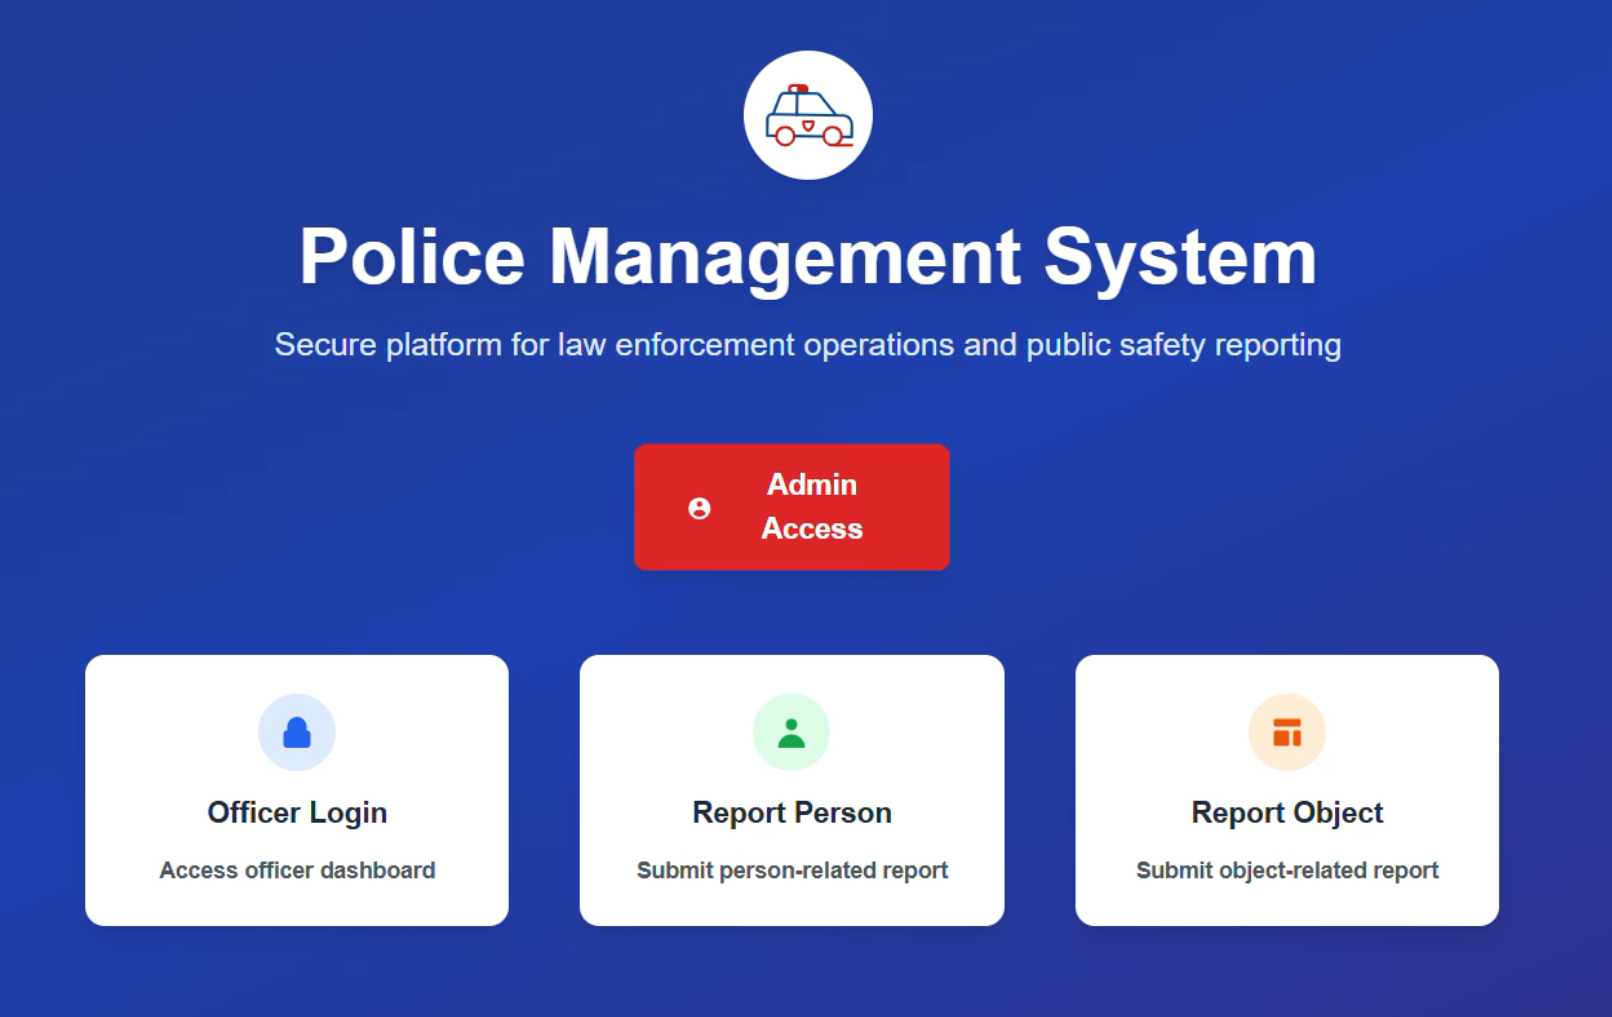 Police Management System
Secure platform for law enforcement operations and public safety reporting
Admin
Access
Officer Login
Access officer dashboard
Report Person
Submit person-related report
Report Object
Submit object-related report